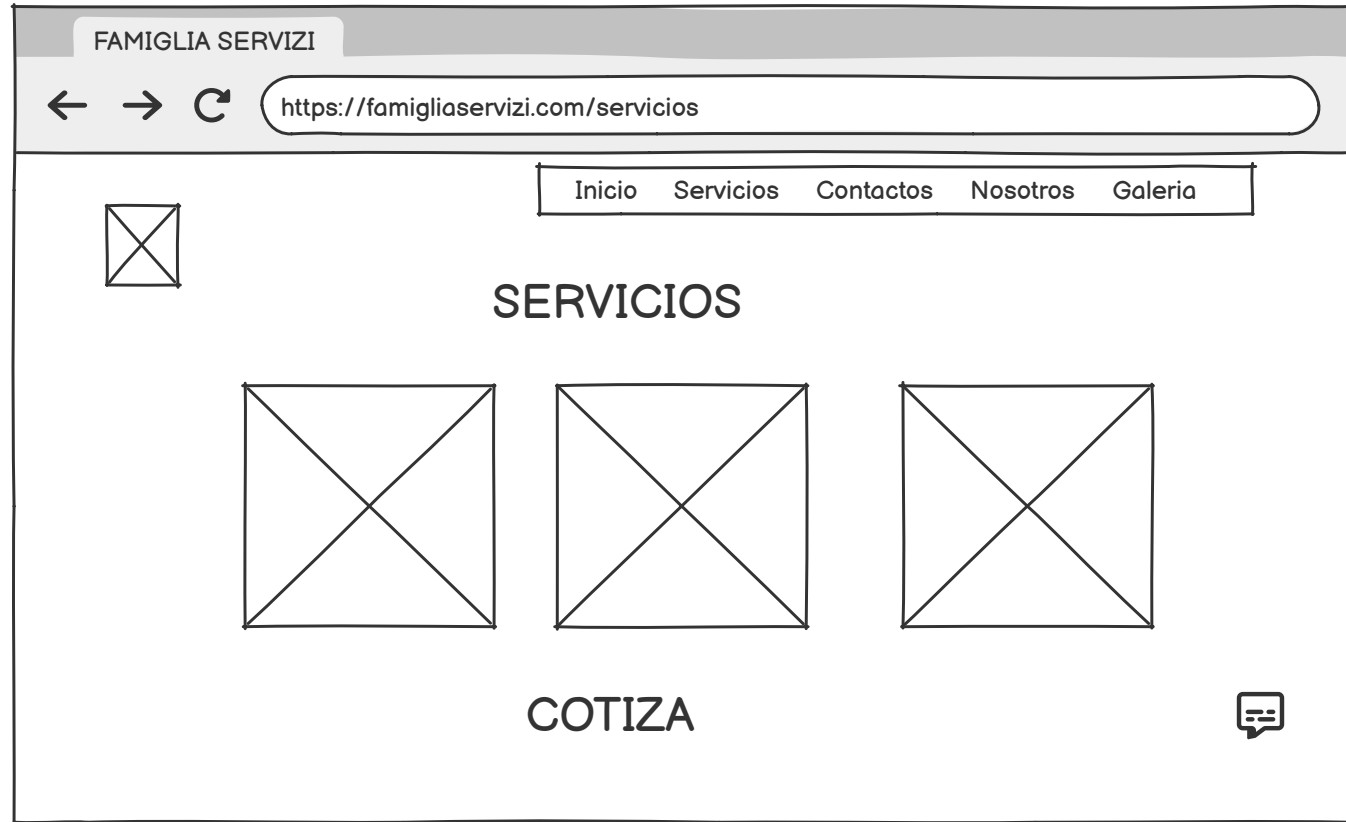 FAMIGLIA SERVIZI
https://famigliaservizi.com/servicios
Inicio Servicios Contactos Nosotros Galeria
SERVICIOS
COTIZA